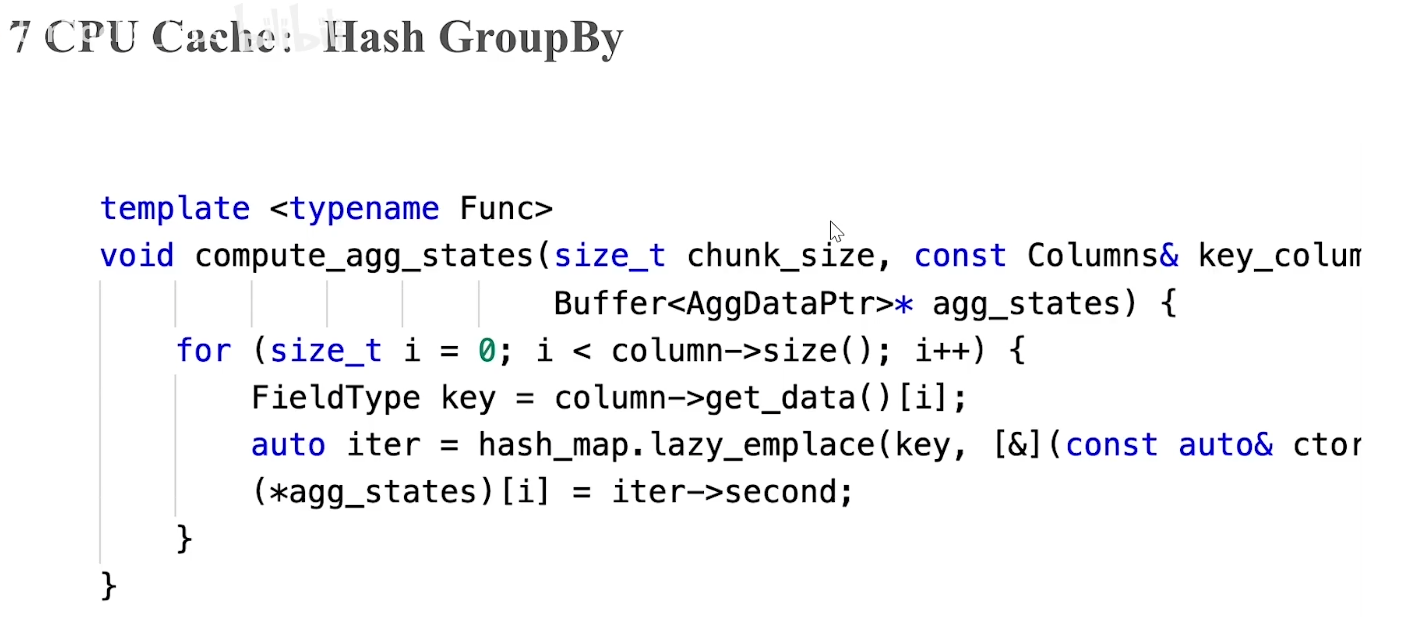 7 CPU Cache: Hash GroupBy
bilibili
template <typename Func>
void compute_agg_states(size_t chunk_size, const Columns& key_colum
Buffer<AggDataPtr>* agg_states) {
for (size_t i = 0; i < column->size(); i++) {
FieldType key = column->get_data()[i];
auto iter = hash_map.lazy_emplace(key, [&](const auto& ctor
(*agg_states)[i] = iter->second;
}
}